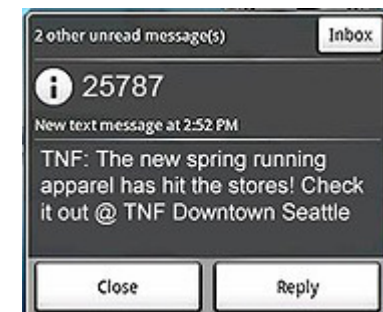 2 other unread message(s) Inbox
25787
New text message at 2:52 PM
TNF: The new spring running
apparel has hit the stores! Check
it out @ TNF Downtown Seattle
Close Reply